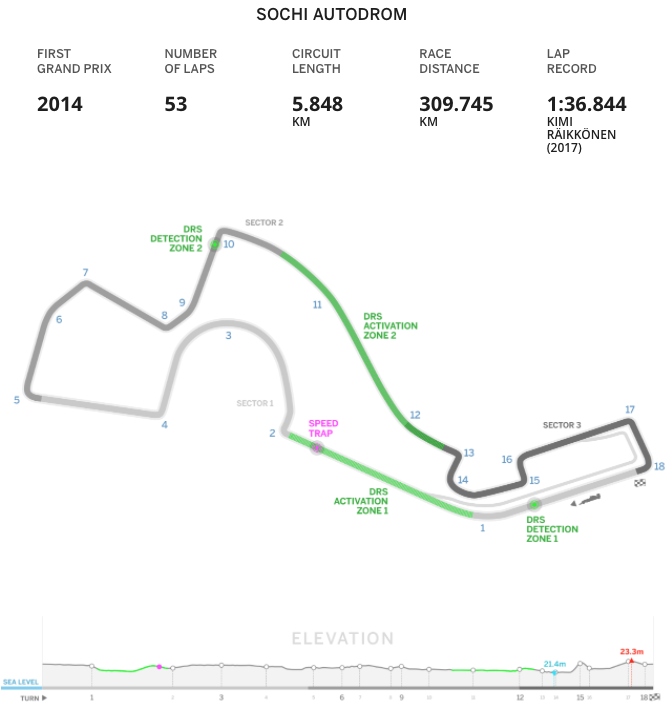 SOCHI AUTODROM
FIRST
GRAND PRIX
2014
NUMBER
OF LAPS
53
CIRCUIT
LENGTH
5.848
KM
RACE
DISTANCE
309.745
KM
LAP
RECORD
1:36.844
KIMI
RÄIKKÖNEN
(2017)
SECTOR 2
DRS
DETECTION
ZONE 2
10
7
9
8
6
11
3
DRS
ACTIVATION
ZONE 2
5
4
SECTOR 1
2
SPEED
TRAP
12
13
14
SECTOR 3
17
16
15
18
DRS
ACTIVATION
ZONE 1
1
DRS
DETECTION
ZONE 1
ELEVATION
23.3m
21.4m
SEA LEVEL
TURN 1 2 3 4 5 6 7 8 9 10 11 12 13 14 15 16 17 18